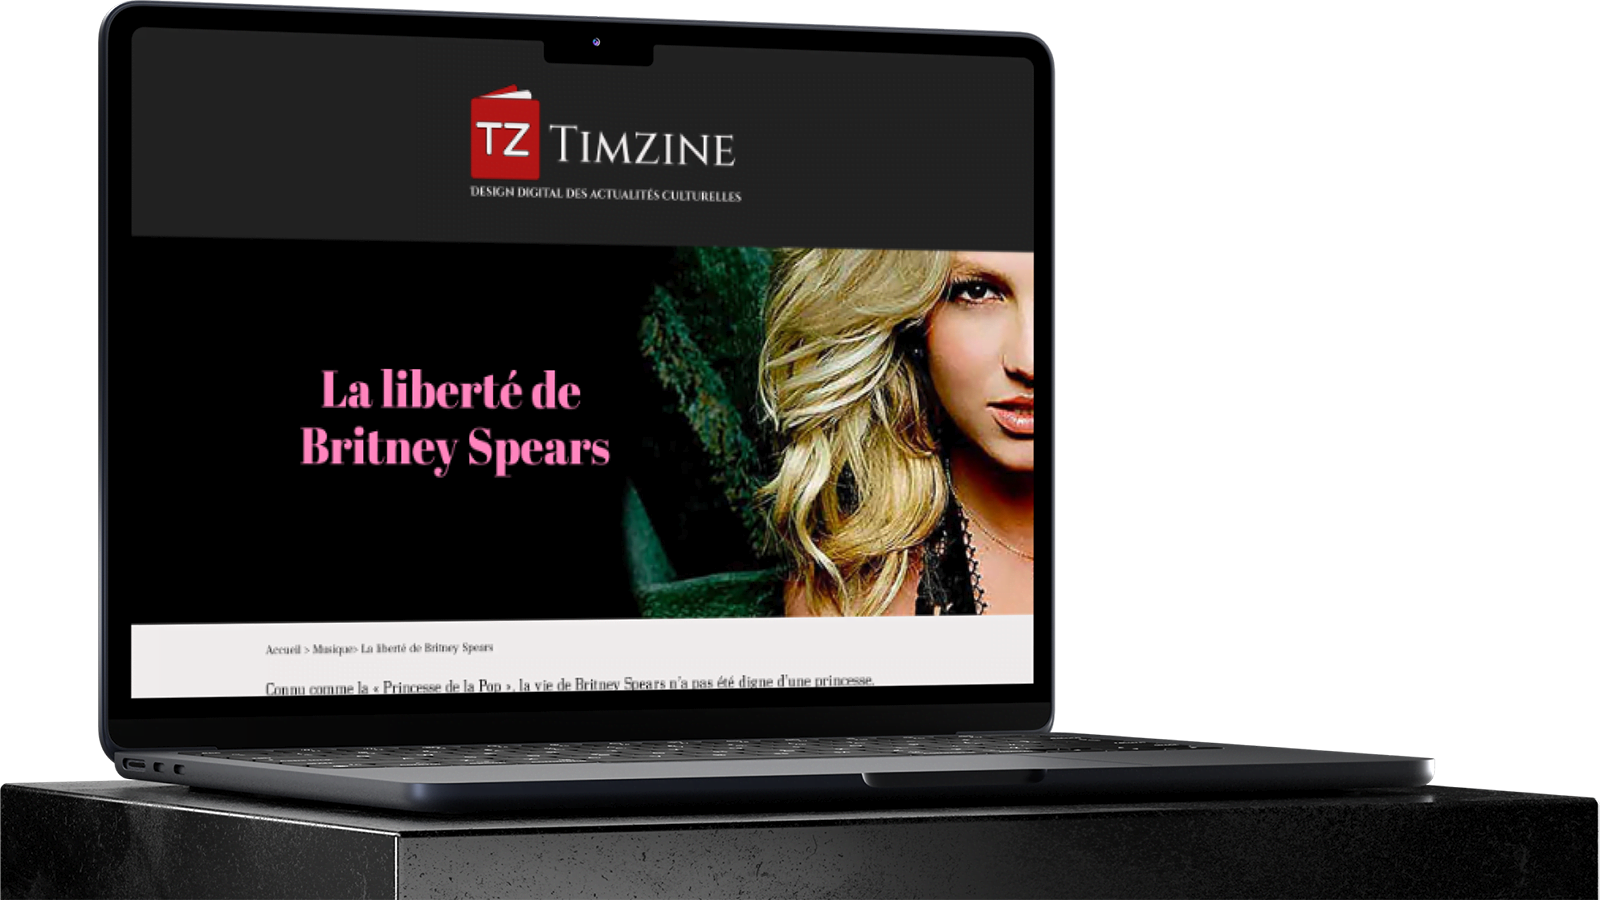 TZ
TIMZINE
DESIGN DIGITAL DES ACTUALITÉS CULTURELLES
La liberté de
Britney Spears
Accueil > Musique> La liberté de Britney Spears
Connu comme la « Princesse de la Pop », la vie de Britney Spears n'a pas été digne d'une princesse.